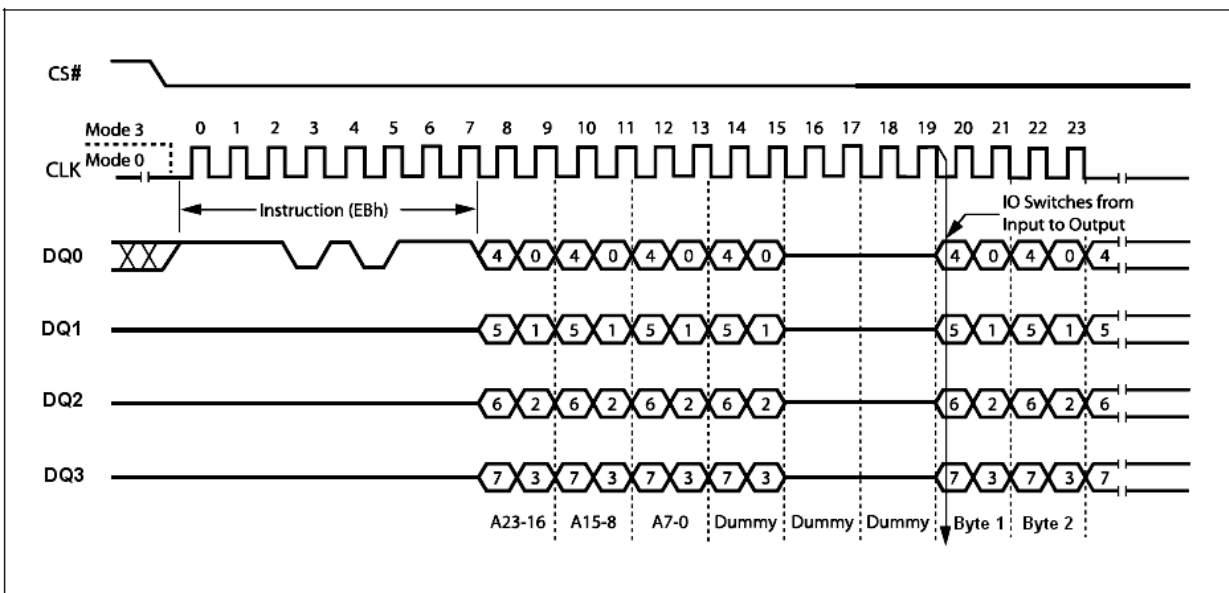 CS#
Mode 3
0 1 2 3 4 5 6 7 8 9 10 11 12 13 14 15 16 17 18 19 20 21 22 23
CLK Mode 0
Instruction (EBh)
IO Switches from
Input to Output
DQ0 4 0 4 0 4 0 4 0 4 0 4 0 4
DQ1 5 1 5 1 5 1 5 1 5 1 5 1 5
DQ2 6 2 6 2 6 2 6 2 6 2 6 2 6
DQ3 7 3 7 3 7 3 7 3 7 3 7 3 7
A23-16 A15-8 A7-0 Dummy Dummy Dummy Byte 1 Byte 2